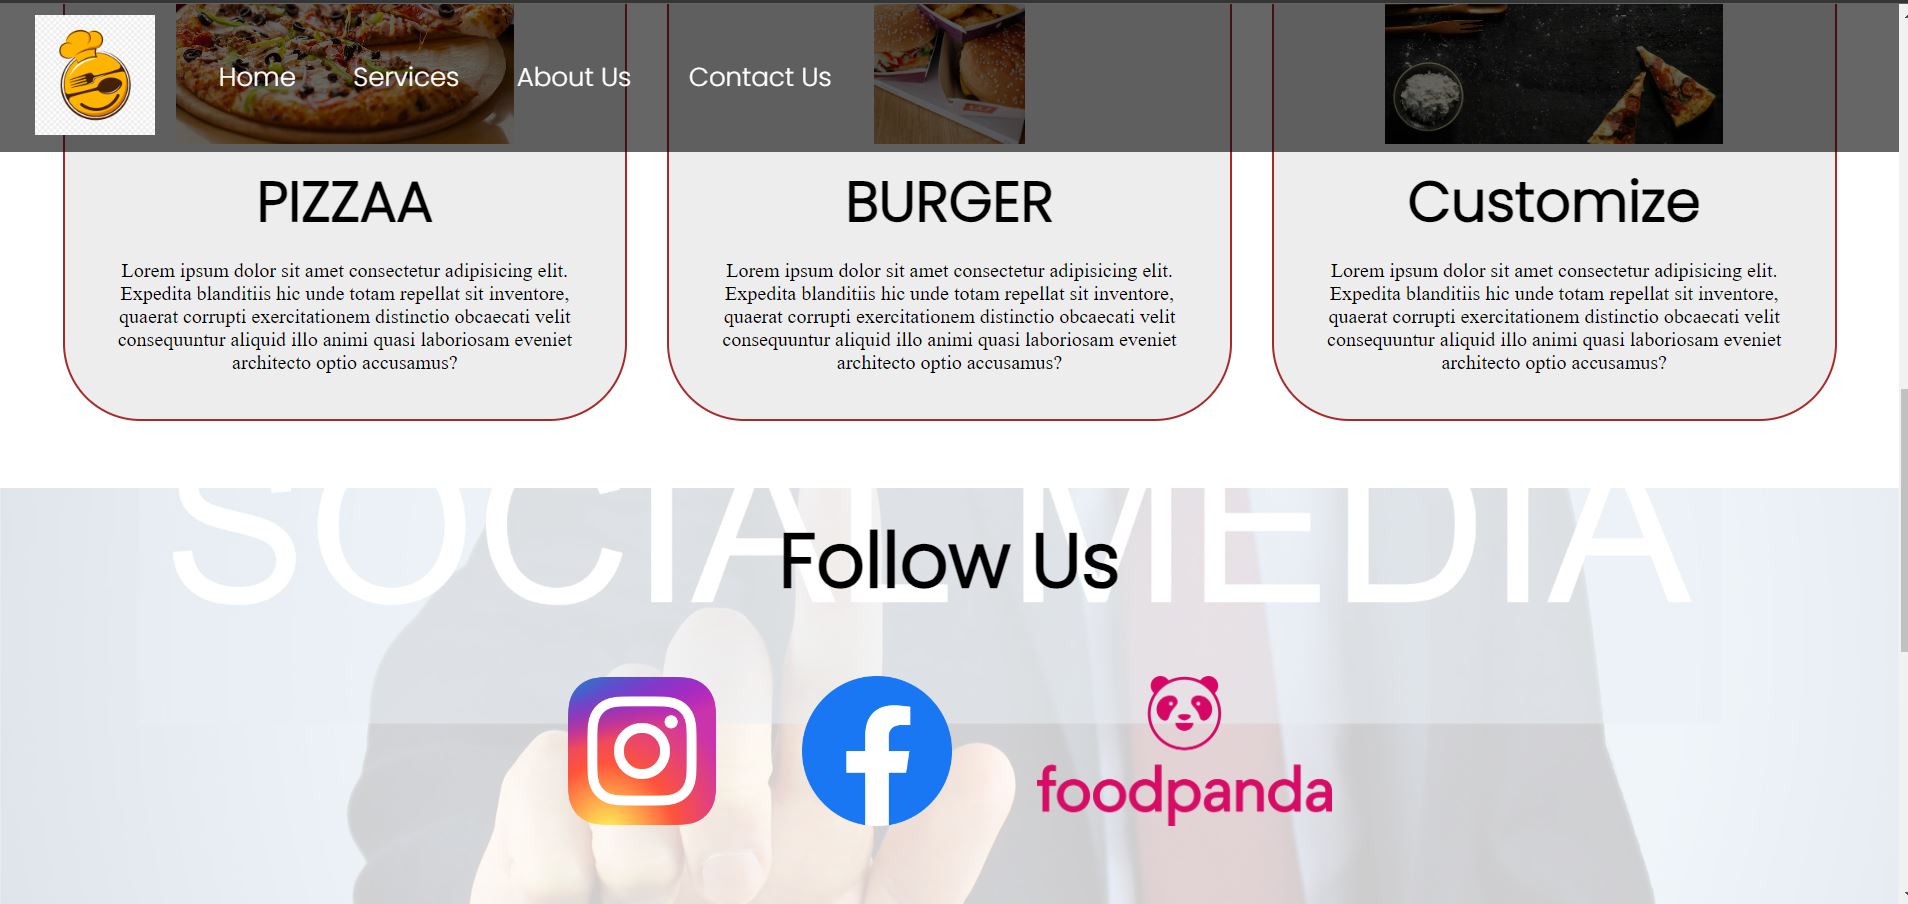 Home Services About Us Contact Us
PIZZAA
Lorem ipsum dolor sit amet consectetur adipisicing elit.
Expedita blanditiis hic unde totam repellat sit inventore,
quaerat corrupti exercitationem distinctio obcaecati velit
consequuntur aliquid illo animi quasi laboriosam eveniet
architecto optio accusamus?
BURGER
Lorem ipsum dolor sit amet consectetur adipisicing elit.
Expedita blanditiis hic unde totam repellat sit inventore,
quaerat corrupti exercitationem distinctio obcaecati velit
consequuntur aliquid illo animi quasi laboriosam eveniet
architecto optio accusamus?
Customize
Lorem ipsum dolor sit amet consectetur adipisicing elit.
Expedita blanditiis hic unde totam repellat sit inventore,
quaerat corrupti exercitationem distinctio obcaecati velit
consequuntur aliquid illo animi quasi laboriosam eveniet
architecto optio accusamus?
SOCIAL MEDIA
Follow Us
foodpanda